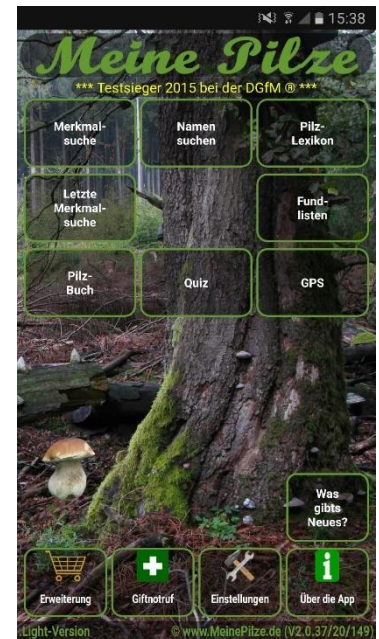 15:38
Meine Pilze
*** Testsieger 2015 bei der DGfM ® ***
Merkmal-
suche
Namen
suchen
Pilz-
Lexikon
Letzte
Merkmal-
suche
Fund-
listen
Pilz-
Buch
Quiz
GPS
Was
gibts
Neues?
Erweiterung
Giftnotruf
Einstellungen
Über die App
Light-Version
© www.MeinePilze.de (V2.0.37/20/149)